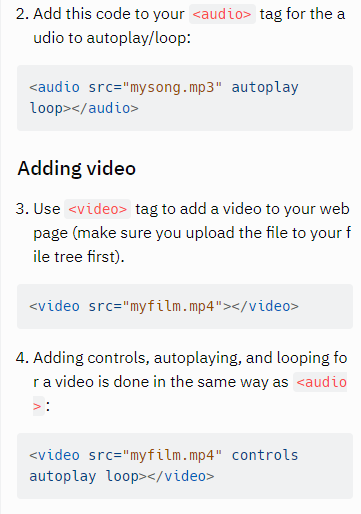 2. Add this code to your <audio> tag for the a
udio to autoplay/loop:
<audio src="mysong.mp3" autoplay
loop></audio>
Adding video
3. Use <video> tag to add a video to your web
page (make sure you upload the file to your f
ile tree first).
<video src="myfilm.mp4"></video>
4. Adding controls, autoplaying, and looping fo
r a video is done in the same way as <audio
>:
<video src="myfilm.mp4" controls
autoplay loop></video>